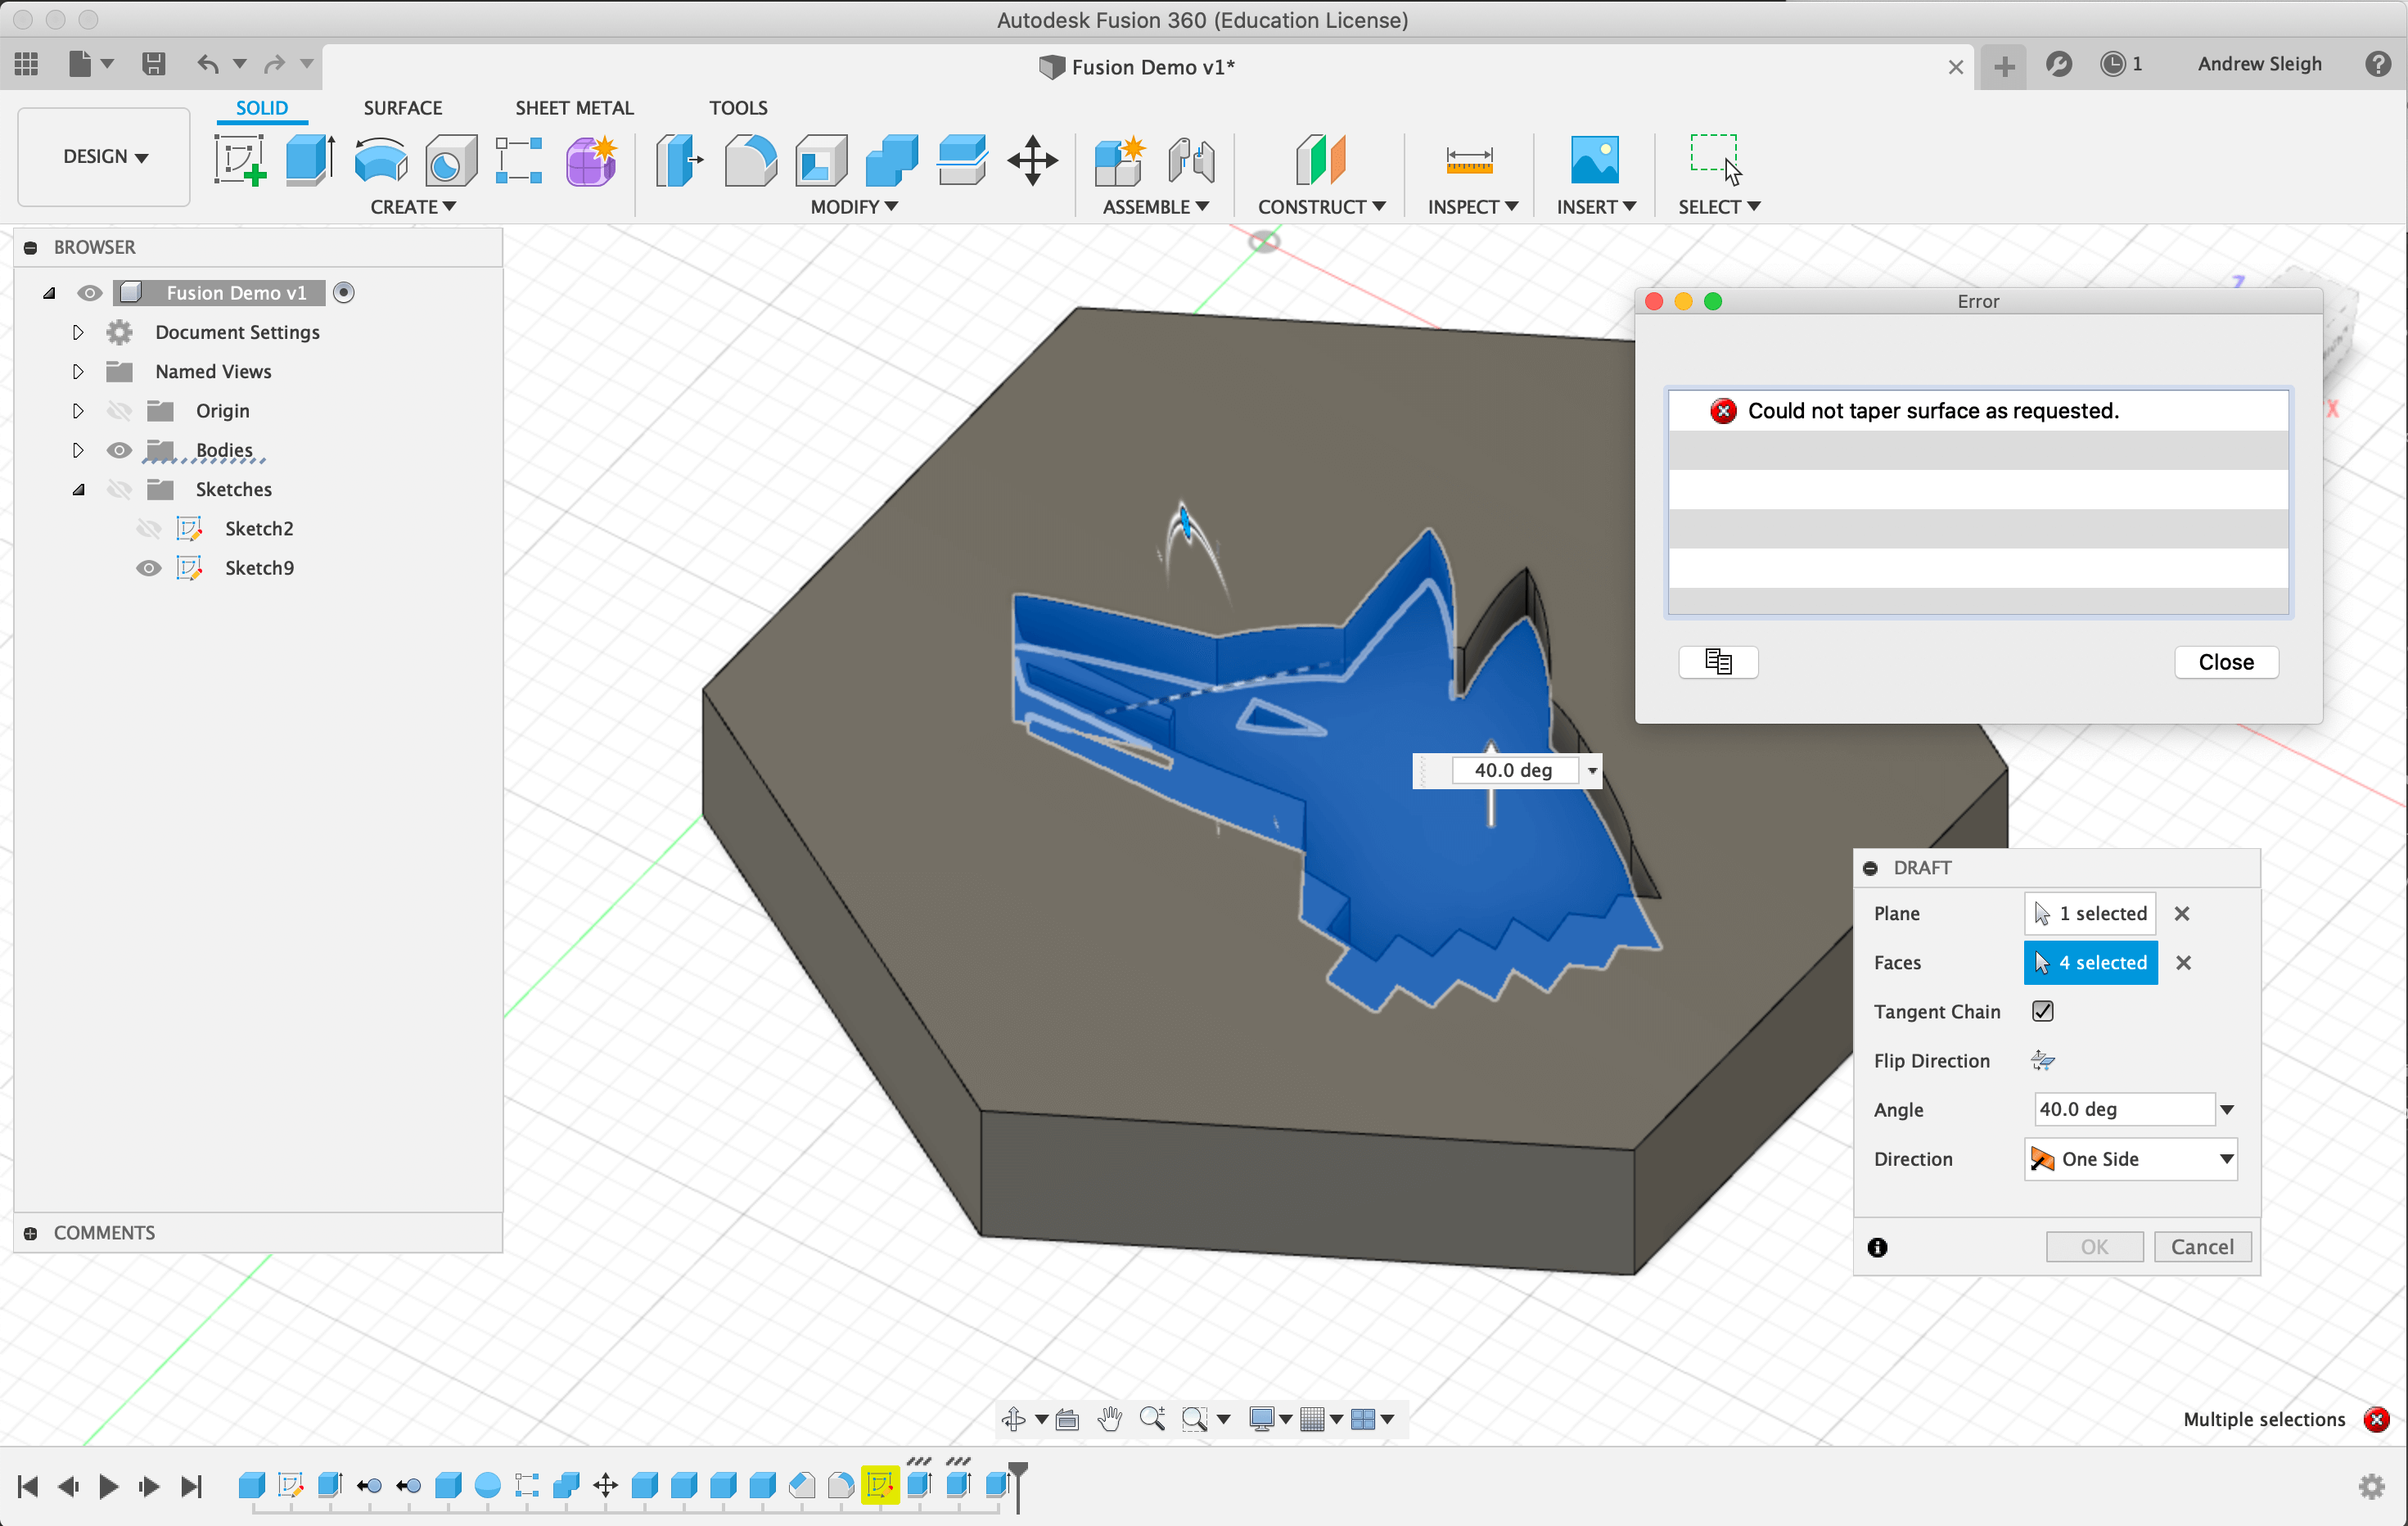 Autodesk Fusion 360 (Education License)
Fusion Demo v1*
1
Andrew Sleigh
DESIGN
SOLID
SURFACE
SHEET METAL
TOOLS
CREATE
MODIFY
ASSEMBLE
CONSTRUCT
INSPECT
INSERT
SELECT
BROWSER
Fusion Demo v1
Document Settings
Named Views
Origin
Bodies
Sketches
Sketch2
Sketch9
COMMENTS
Z
X
Error
Could not taper surface as requested.
Close
40.0 deg
DRAFT
Plane 1 selected
Faces 4 selected
Tangent Chain
Flip Direction
Angle 40.0 deg
Direction One Side
OK Cancel
Multiple selections